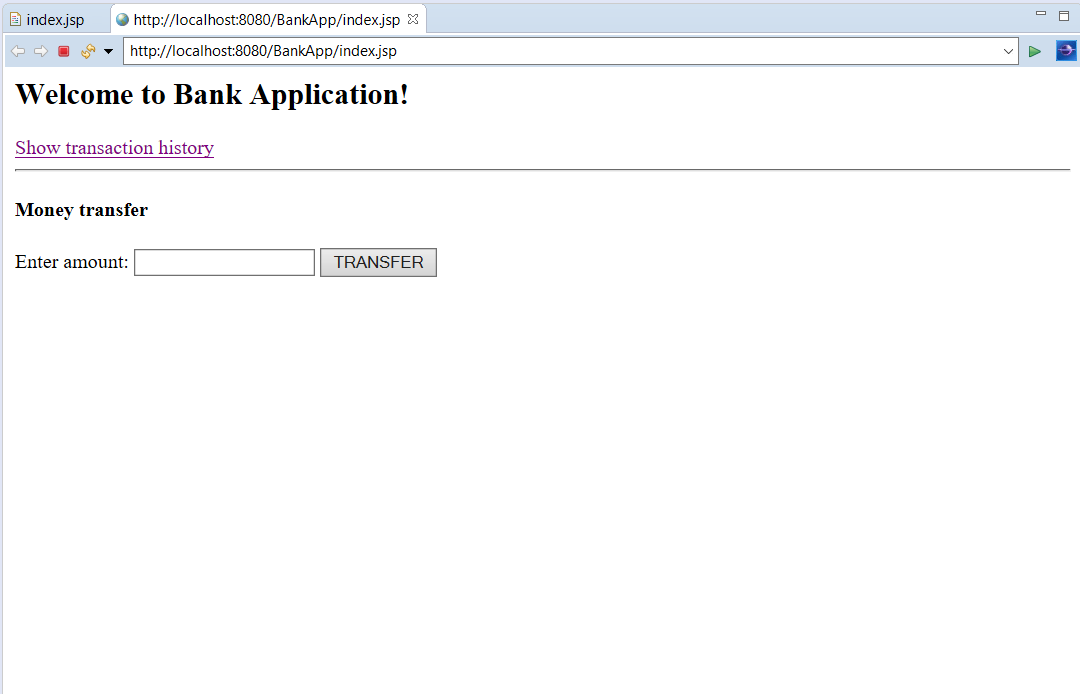 index.jsp
http://localhost:8080/BankApp/index.jsp
http://localhost:8080/BankApp/index.jsp
Welcome to Bank Application!
Show transaction history
Money transfer
Enter amount:
TRANSFER